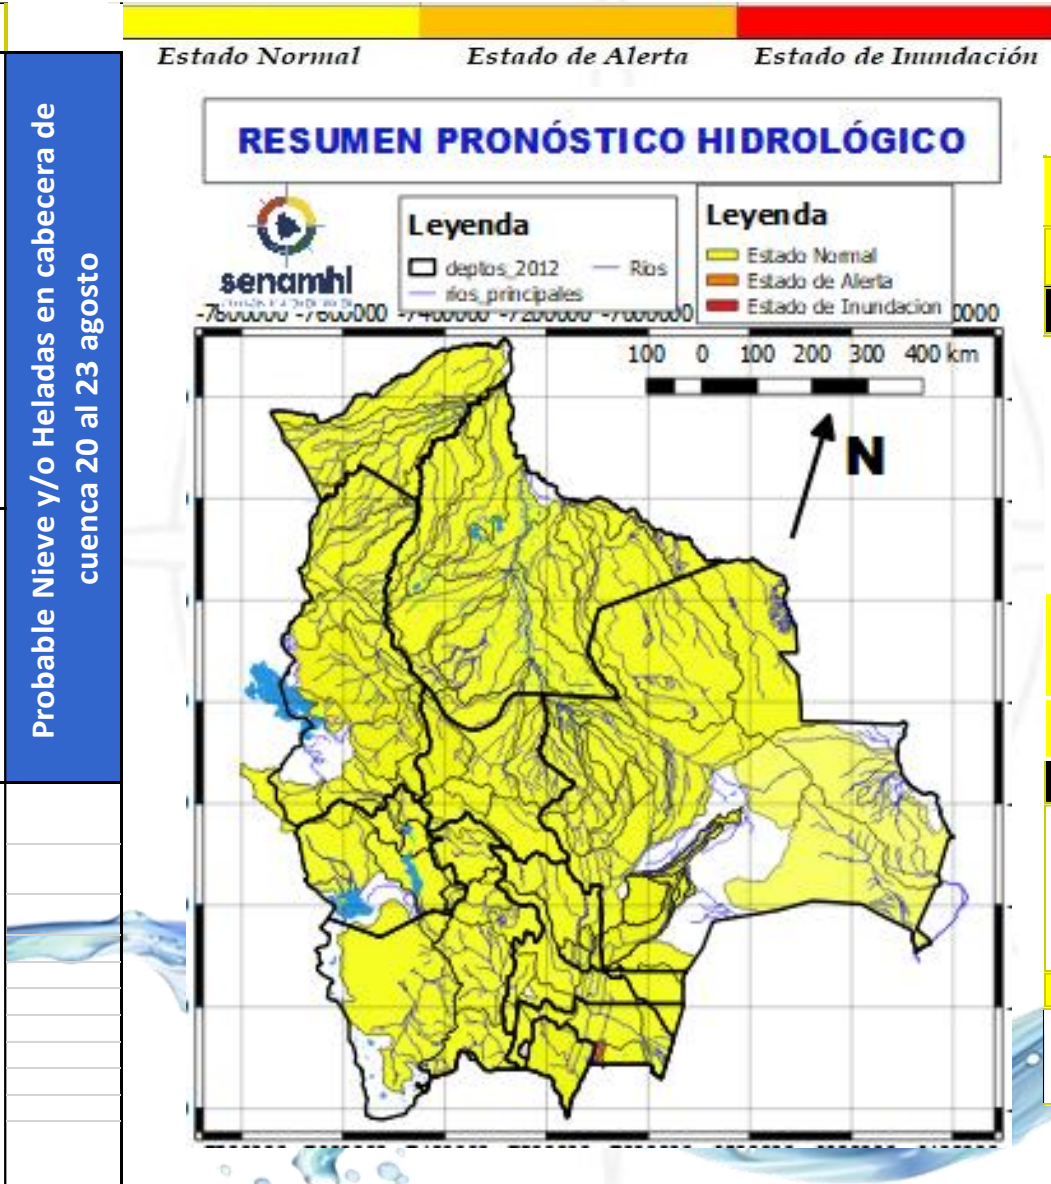 Estado Normal
Estado de Alerta
Estado de Inundación
Probable Nieve y/o Heladas en cabecera de
cuenca 20 al 23 agosto
RESUMEN PRONÓSTICO HIDROLÓGICO
senamhi
Leyenda
deptos_2012
Rios
rios_principales
Leyenda
Estado Normal
Estado de Alerta
Estado de Inundacion
-7800000 -7600000 -7400000 -7200000 -7000000
0000
100 0 100 200 300 400 km
N